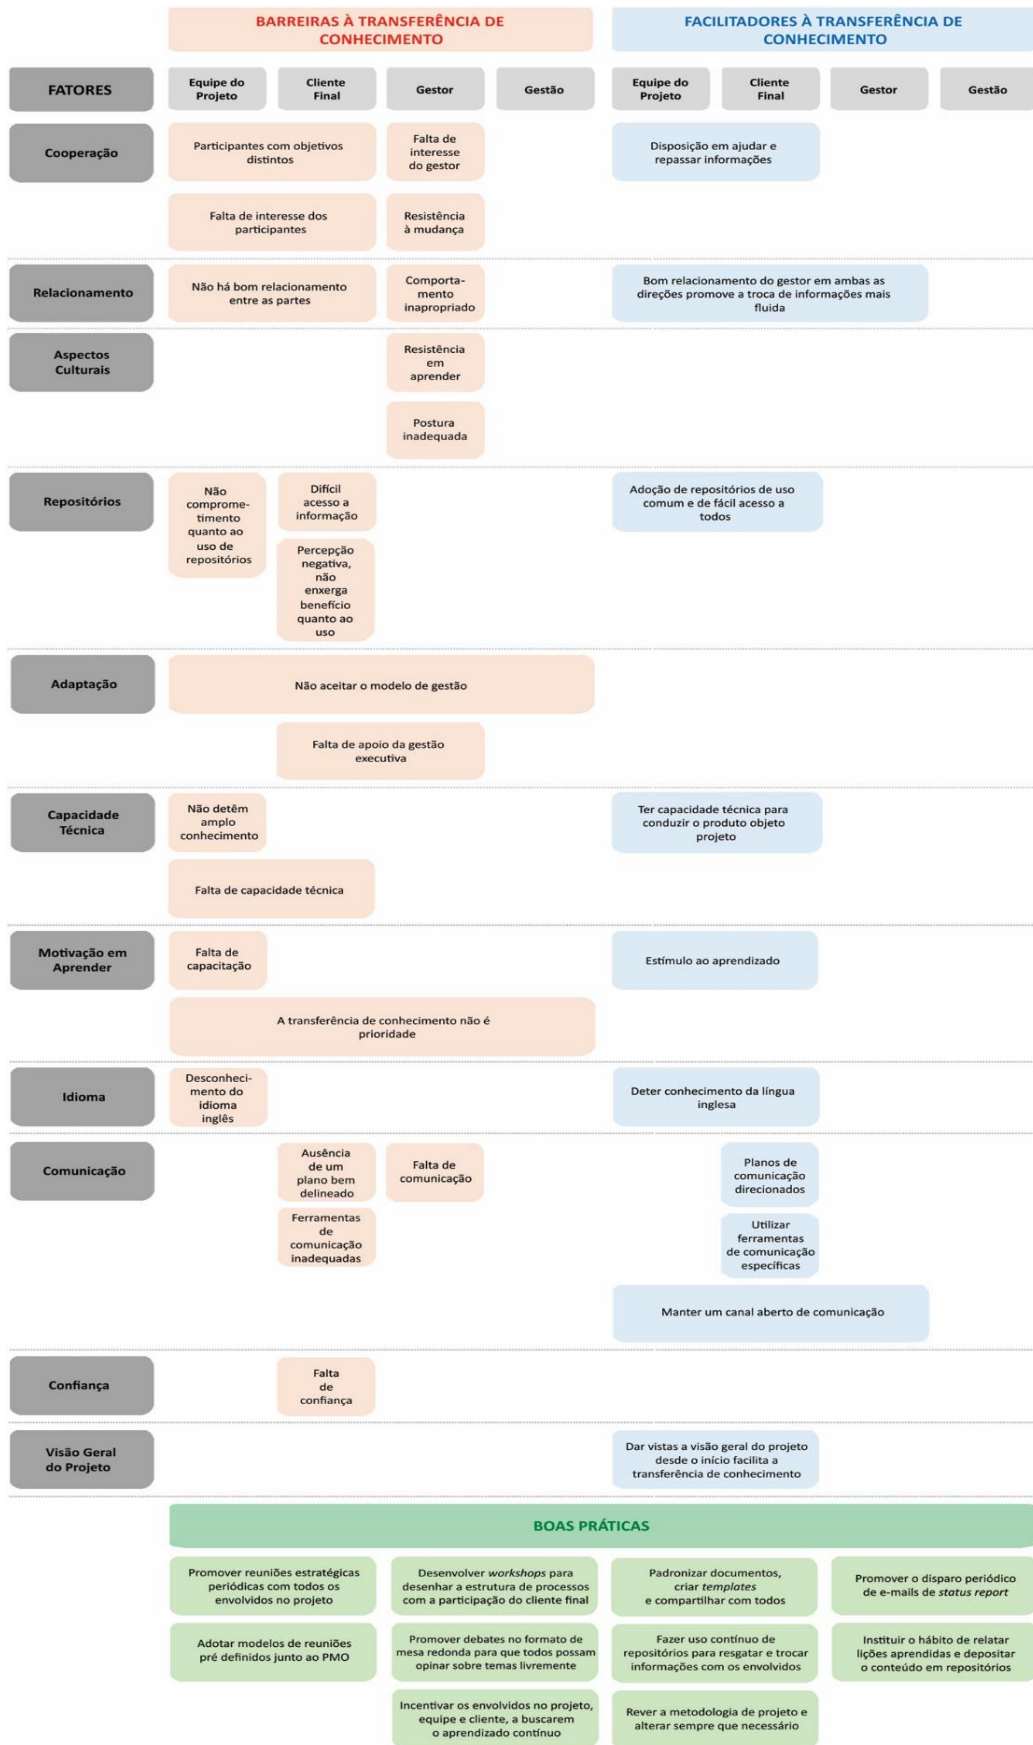 BARREIRAS À TRANSFERÊNCIA DE
CONHECIMENTO
FACILITADORES À TRANSFERÊNCIA DE
CONHECIMENTO
FATORES
Equipe do
Projeto
Cliente
Final
Gestor
Gestão
Equipe do
Projeto
Cliente
Final
Gestor
Gestão
Cooperação
Participantes com objetivos
distintos
Falta de
interesse
do gestor
Disposição em ajudar e
repassar informações
Falta de interesse dos
participantes
Resistência
à mudança
Relacionamento
Não há bom relacionamento
entre as partes
Comporta-
mento
inapropriado
Bom relacionamento do gestor em ambas as
direções promove a troca de informações mais
fluida
Aspectos
Culturais
Resistência
em
aprender
Postura
inadequada
Repositórios
Não
comprome-
timento
quanto ao
uso de
repositórios
Difícil
acesso a
informação
Percepção
negativa,
não
enxerga
benefício
quanto ao
uso
Adoção de repositórios de uso
comum e de fácil acesso a
todos
Adaptação
Não aceitar o modelo de gestão
Falta de apoio da gestão
executiva
Capacidade
Técnica
Não detêm
amplo
conhecimento
Ter capacidade técnica para
conduzir o produto objeto
projeto
Falta de capacidade técnica
Motivação em
Aprender
Falta de
capacitação
Estímulo ao aprendizado
A transferência de conhecimento não é
prioridade
Idioma
Desconheci-
mento do
idioma
inglês
Deter conhecimento da língua
inglesa
Comunicação
Ausência
de um
plano bem
delineado
Falta de
comunicação
Planos de
comunicação
direcionados
Ferramentas
de
comunicação
inadequadas
Utilizar
ferramentas
de comunicação
específicas
Manter um canal aberto de comunicação
Confiança
Falta
de
confiança
Visão Geral
do Projeto
Dar vistas a visão geral do projeto
desde o início facilita a
transferência de conhecimento
BOAS PRÁTICAS
Promover reuniões estratégicas
periódicas com todos os
envolvidos no projeto
Desenvolver workshops para
desenhar a estrutura de processos
com a participação do cliente final
Padronizar documentos,
criar templates
e compartilhar com todos
Promover o disparo periódico
de e-mails de status report
Adotar modelos de reuniões
pré definidos junto ao PMO
Promover debates no formato de
mesa redonda para que todos possam
opinar sobre temas livremente
Fazer uso contínuo de
repositórios para resgatar e trocar
informações com os envolvidos
Instituir o hábito de relatar
lições aprendidas e depositar
o conteúdo em repositórios
Incentivar os envolvidos no projeto,
equipe e cliente, a buscarem
o aprendizado contínuo
Rever a metodologia de projeto e
alterar sempre que necessário